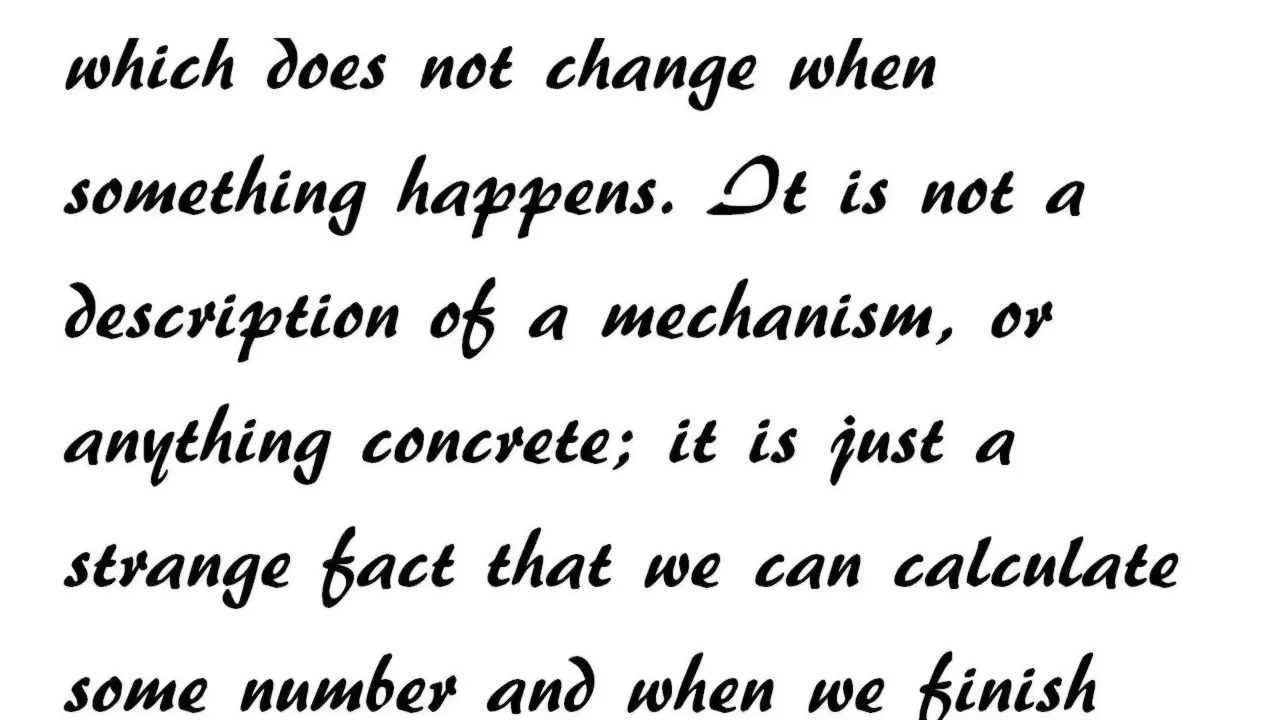 which does not change when
something happens. It is not a
description of a mechanism, or
anything concrete; it is just a
strange fact that we can calculate
some number and when we finish